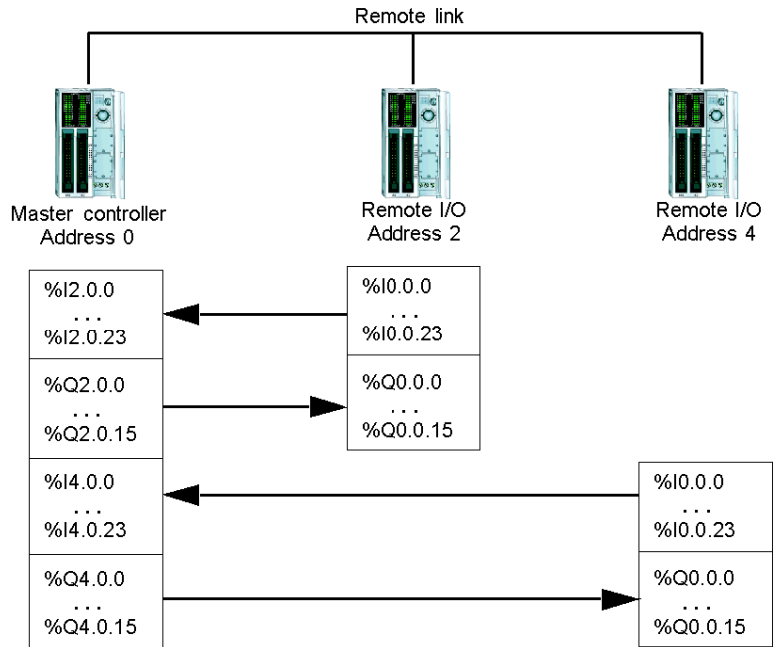 Remote link
Master controller
Address 0
Remote I/O
Address 2
Remote I/O
Address 4
%I2.0.0
. . .
%I2.0.23
%Q2.0.0
. . .
%Q2.0.15
%I4.0.0
. . .
%I4.0.23
%Q4.0.0
. . .
%Q4.0.15
%I0.0.0
. . .
%I0.0.23
%Q0.0.0
. . .
%Q0.0.15
%I0.0.0
. . .
%I0.0.23
%Q0.0.0
. . .
%Q0.0.15